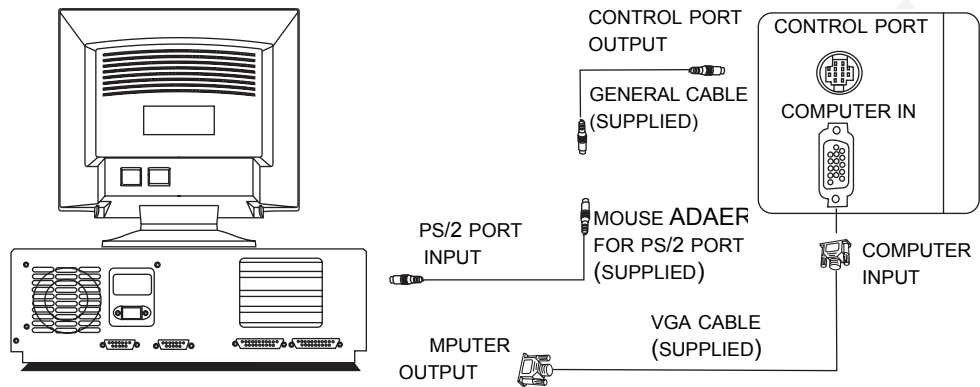 CONTROL PORT
OUTPUT
CONTROL PORT
GENERAL CABLE
(SUPPLIED)
COMPUTER IN
PS/2 PORT
INPUT
MOUSE ADAER
FOR PS/2 PORT
(SUPPLIED)
COMPUTER
INPUT
VGA CABLE
(SUPPLIED)
MPUTER
OUTPUT